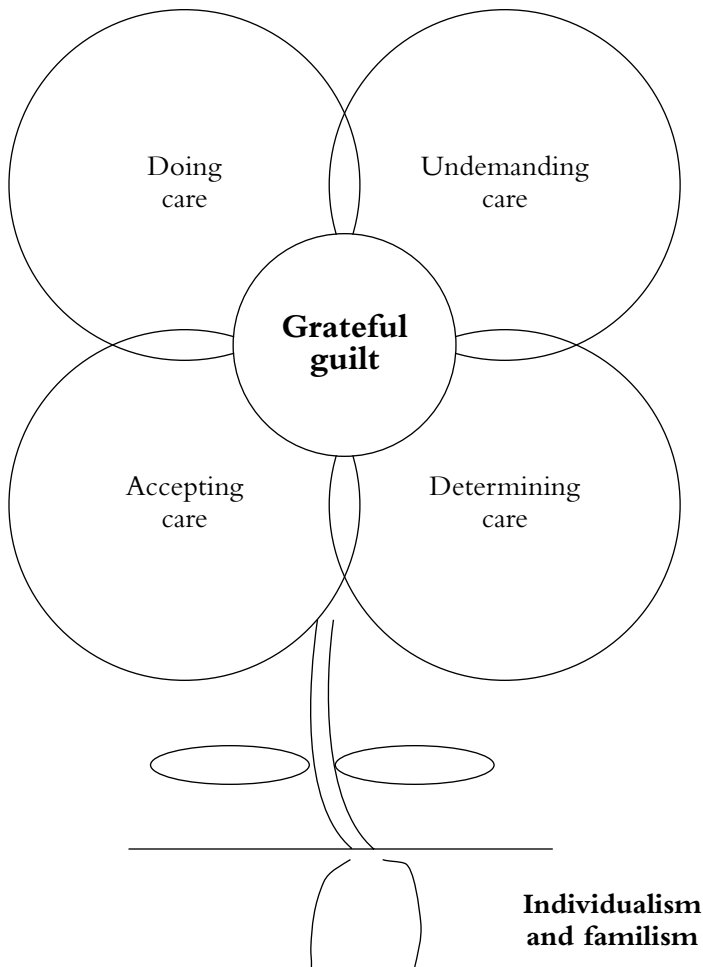 Doing
care
Undemanding
care
Grateful
guilt
Accepting
care
Determining
care
Individualism
and familism